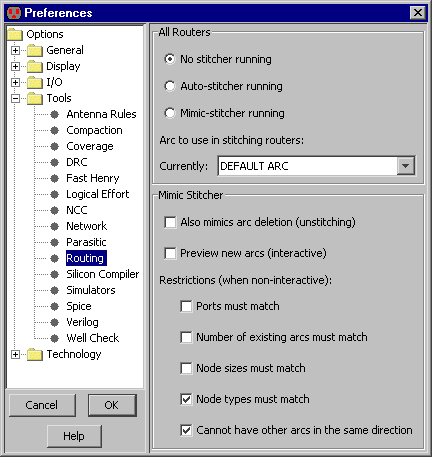 Preferences
Options
General
Display
I/O
Tools
Antenna Rules
Compaction
Coverage
DRC
Fast Henry
Logical Effort
NCC
Network
Parasitic
Routing
Silicon Compiler
Simulators
Spice
Verilog
Well Check
Technology
Cancel
OK
Help
All Routers
No stitcher running
Auto-stitcher running
Mimic-stitcher running
Arc to use in stitching routers:
Currently: DEFAULT ARC
Mimic Stitcher
Also mimics arc deletion (unstitching)
Preview new arcs (interactive)
Restrictions (when non-interactive):
Ports must match
Number of existing arcs must match
Node sizes must match
Node types must match
Cannot have other arcs in the same direction